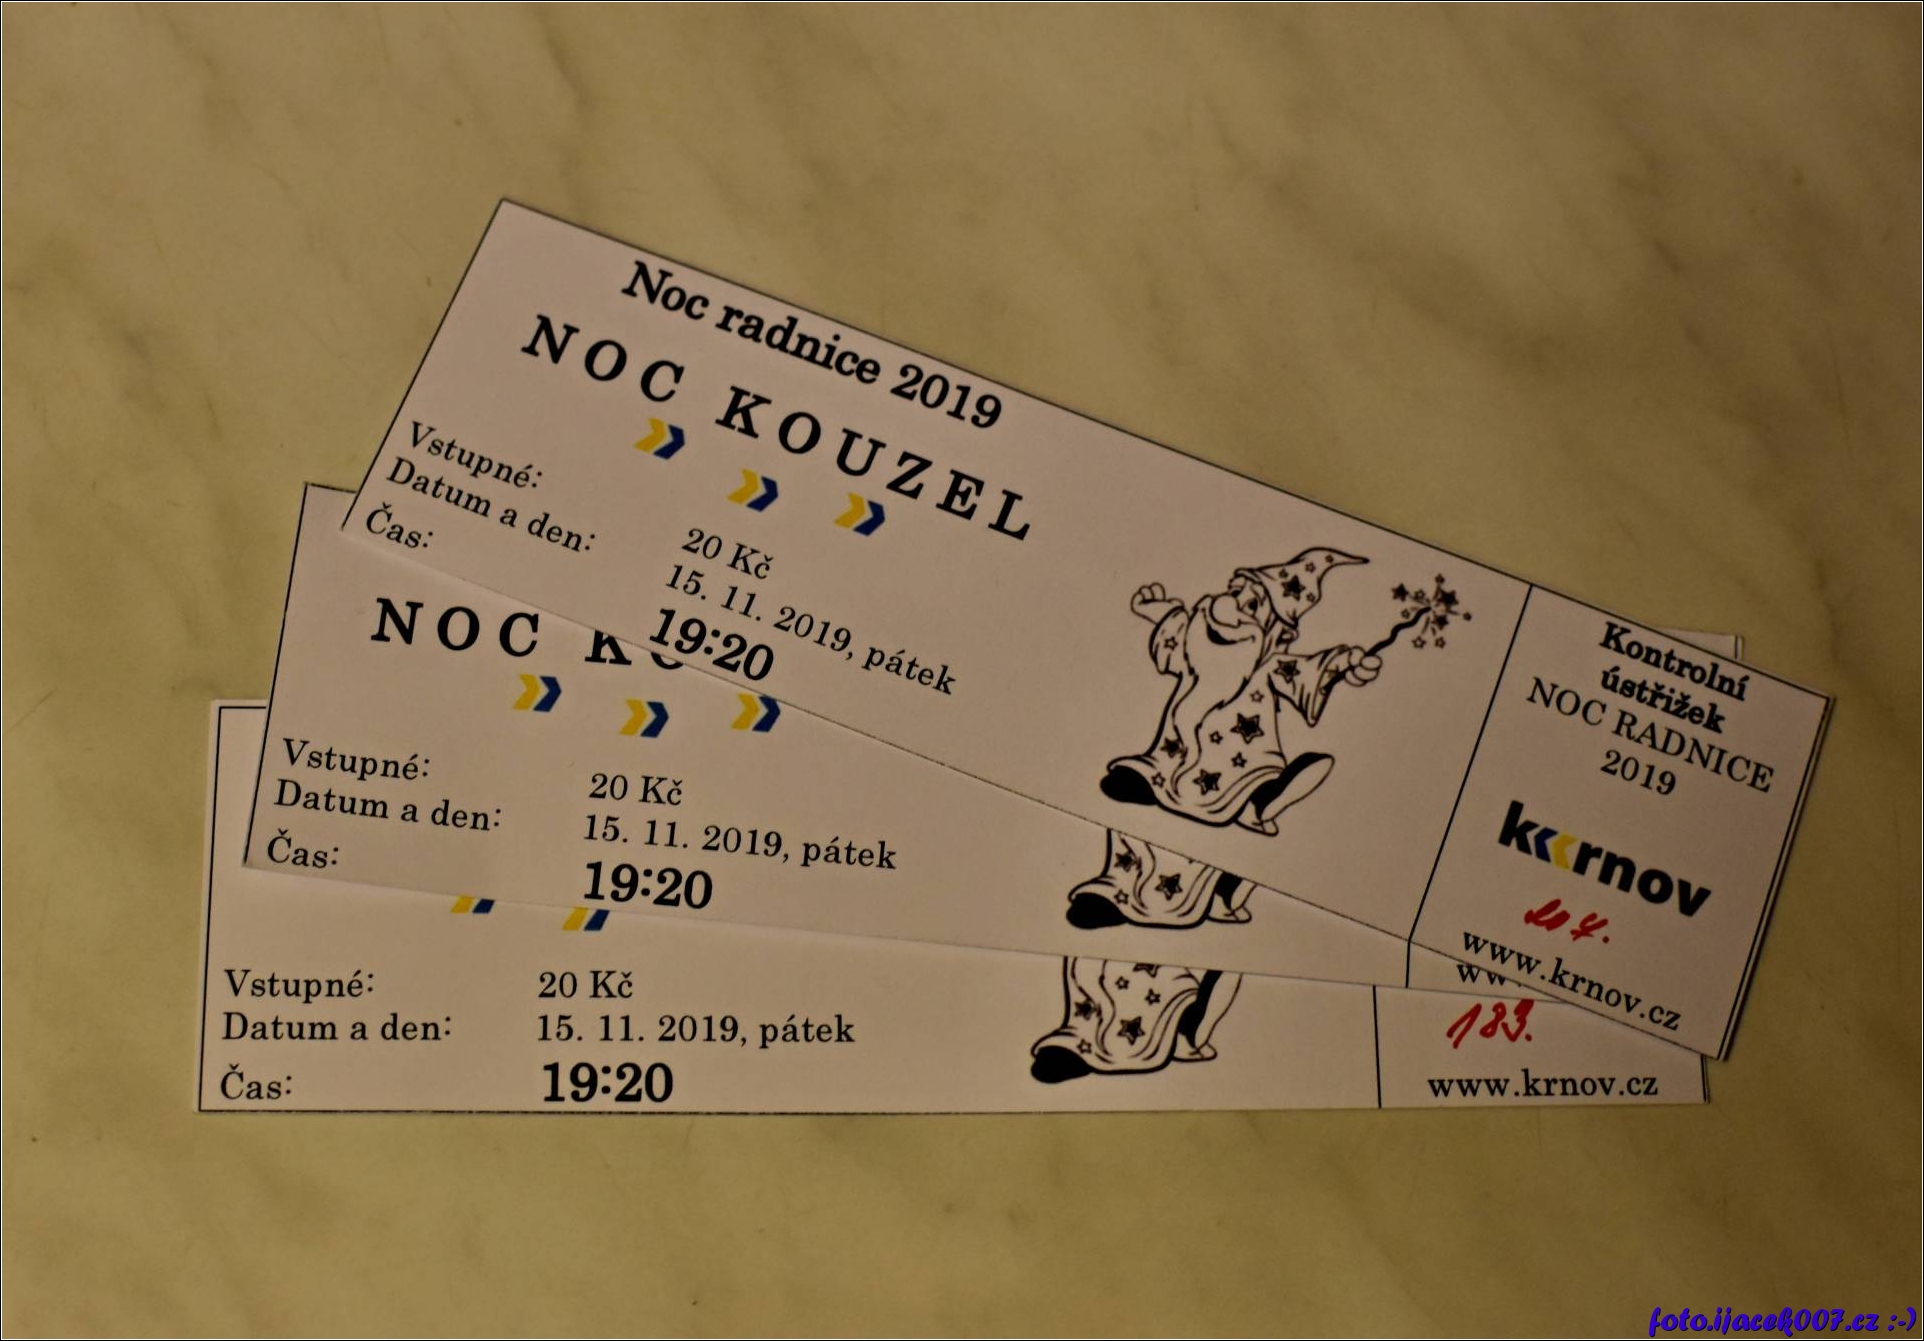 Noc radnice 2019
NOC KOUZEL
Vstupné: 20 Kč
Datum a den: 15. 11. 2019, pátek
Čas: 19:20
Kontrolní
ústřižek
NOC RADNICE
2019
krnov
www.krnov.cz
NOC KO
Vstupné: 20 Kč
Datum a den: 15. 11. 2019, pátek
Čas: 19:20
ww
Vstupné: 20 Kč
Datum a den: 15. 11. 2019, pátek
Čas: 19:20
183.
www.krnov.cz
foto.ijacek007.cz :-)